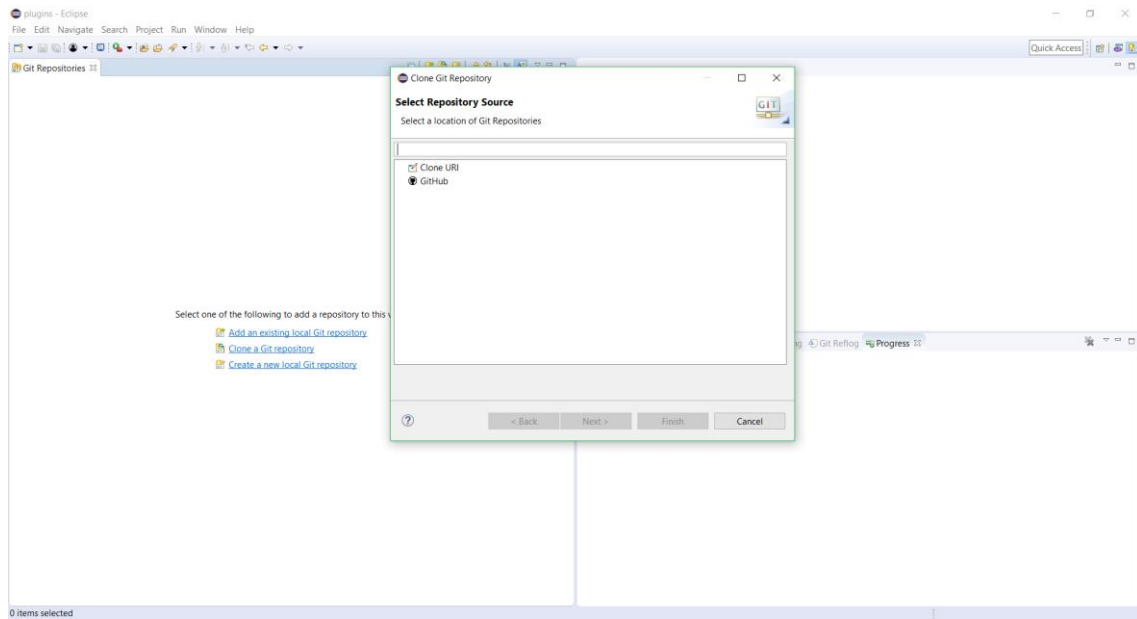 plugins - Eclipse
File Edit Navigate Search Project Run Window Help
Quick Access
Git Repositories
Clone Git Repository
Select Repository Source
Select a location of Git Repositories
GIT
Clone URI
GitHub
Select one of the following to add a repository to this
Add an existing local Git repository
Clone a Git repository
Create a new local Git repository
Git Reflog Progress
< Back Next > Finish Cancel
0 items selected